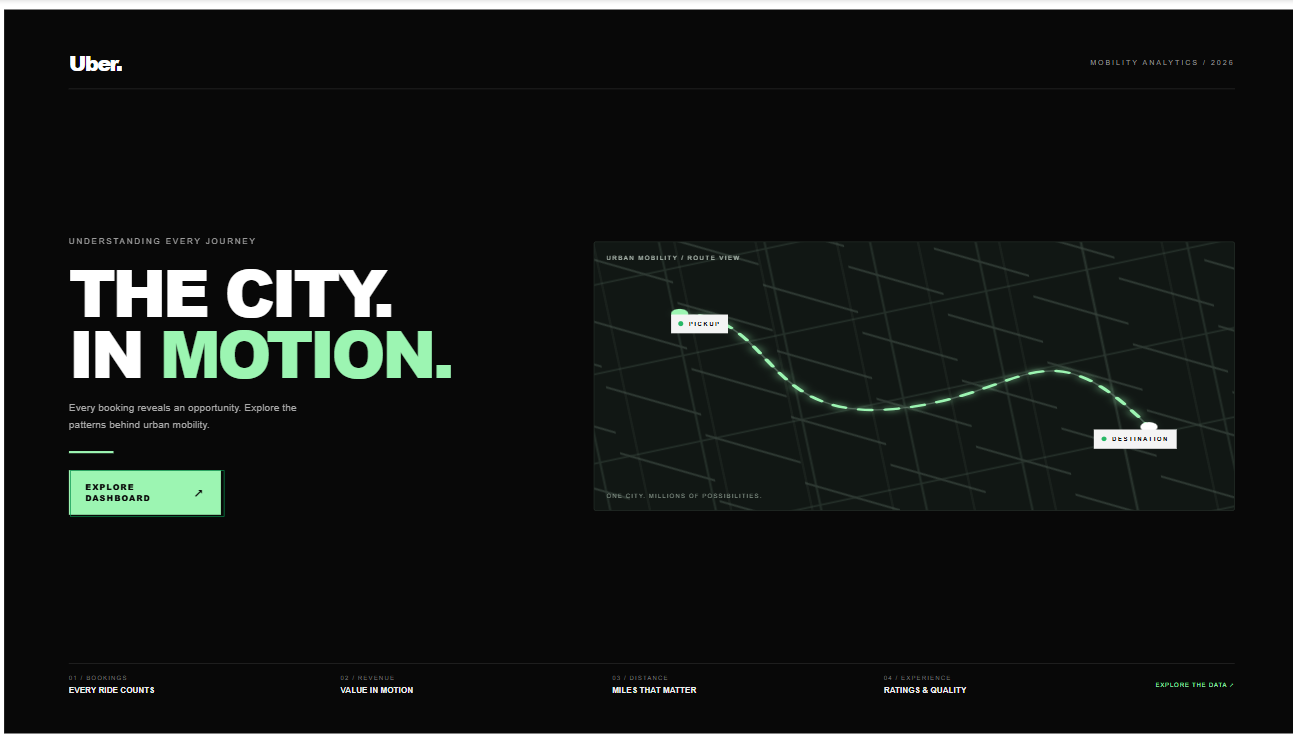 Uber.
MOBILITY ANALYTICS / 2026
UNDERSTANDING EVERY JOURNEY
THE CITY.
IN MOTION.
Every booking reveals an opportunity. Explore the
patterns behind urban mobility.
EXPLORE
DASHBOARD ↗
URBAN MOBILITY / ROUTE VIEW
PICKUP
DESTINATION
ONE CITY. MILLIONS OF POSSIBILITIES.
01 / BOOKINGS
EVERY RIDE COUNTS
02 / REVENUE
VALUE IN MOTION
03 / DISTANCE
MILES THAT MATTER
04 / EXPERIENCE
RATINGS & QUALITY
EXPLORE THE DATA ↗